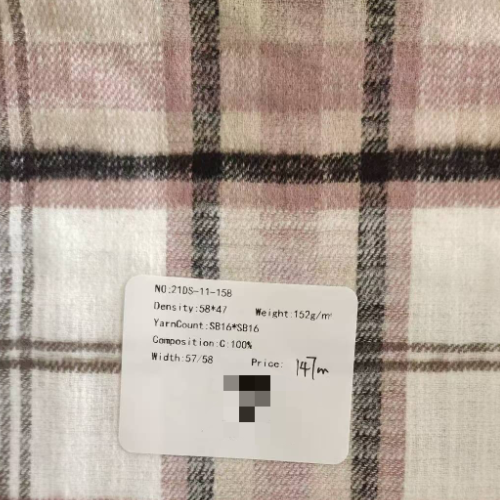 NO:21DS-11-158
Density:58*47 Weight:152g/m²
YarnCount:SB16*SB16
Composition:C:100%
Width:57/58 Price: 147m